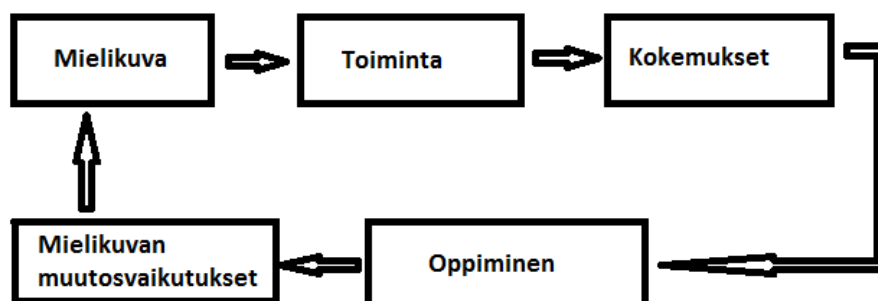 Mielikuva
Toiminta
Kokemukset
Mielikuvan
muutosvaikutukset
Oppiminen